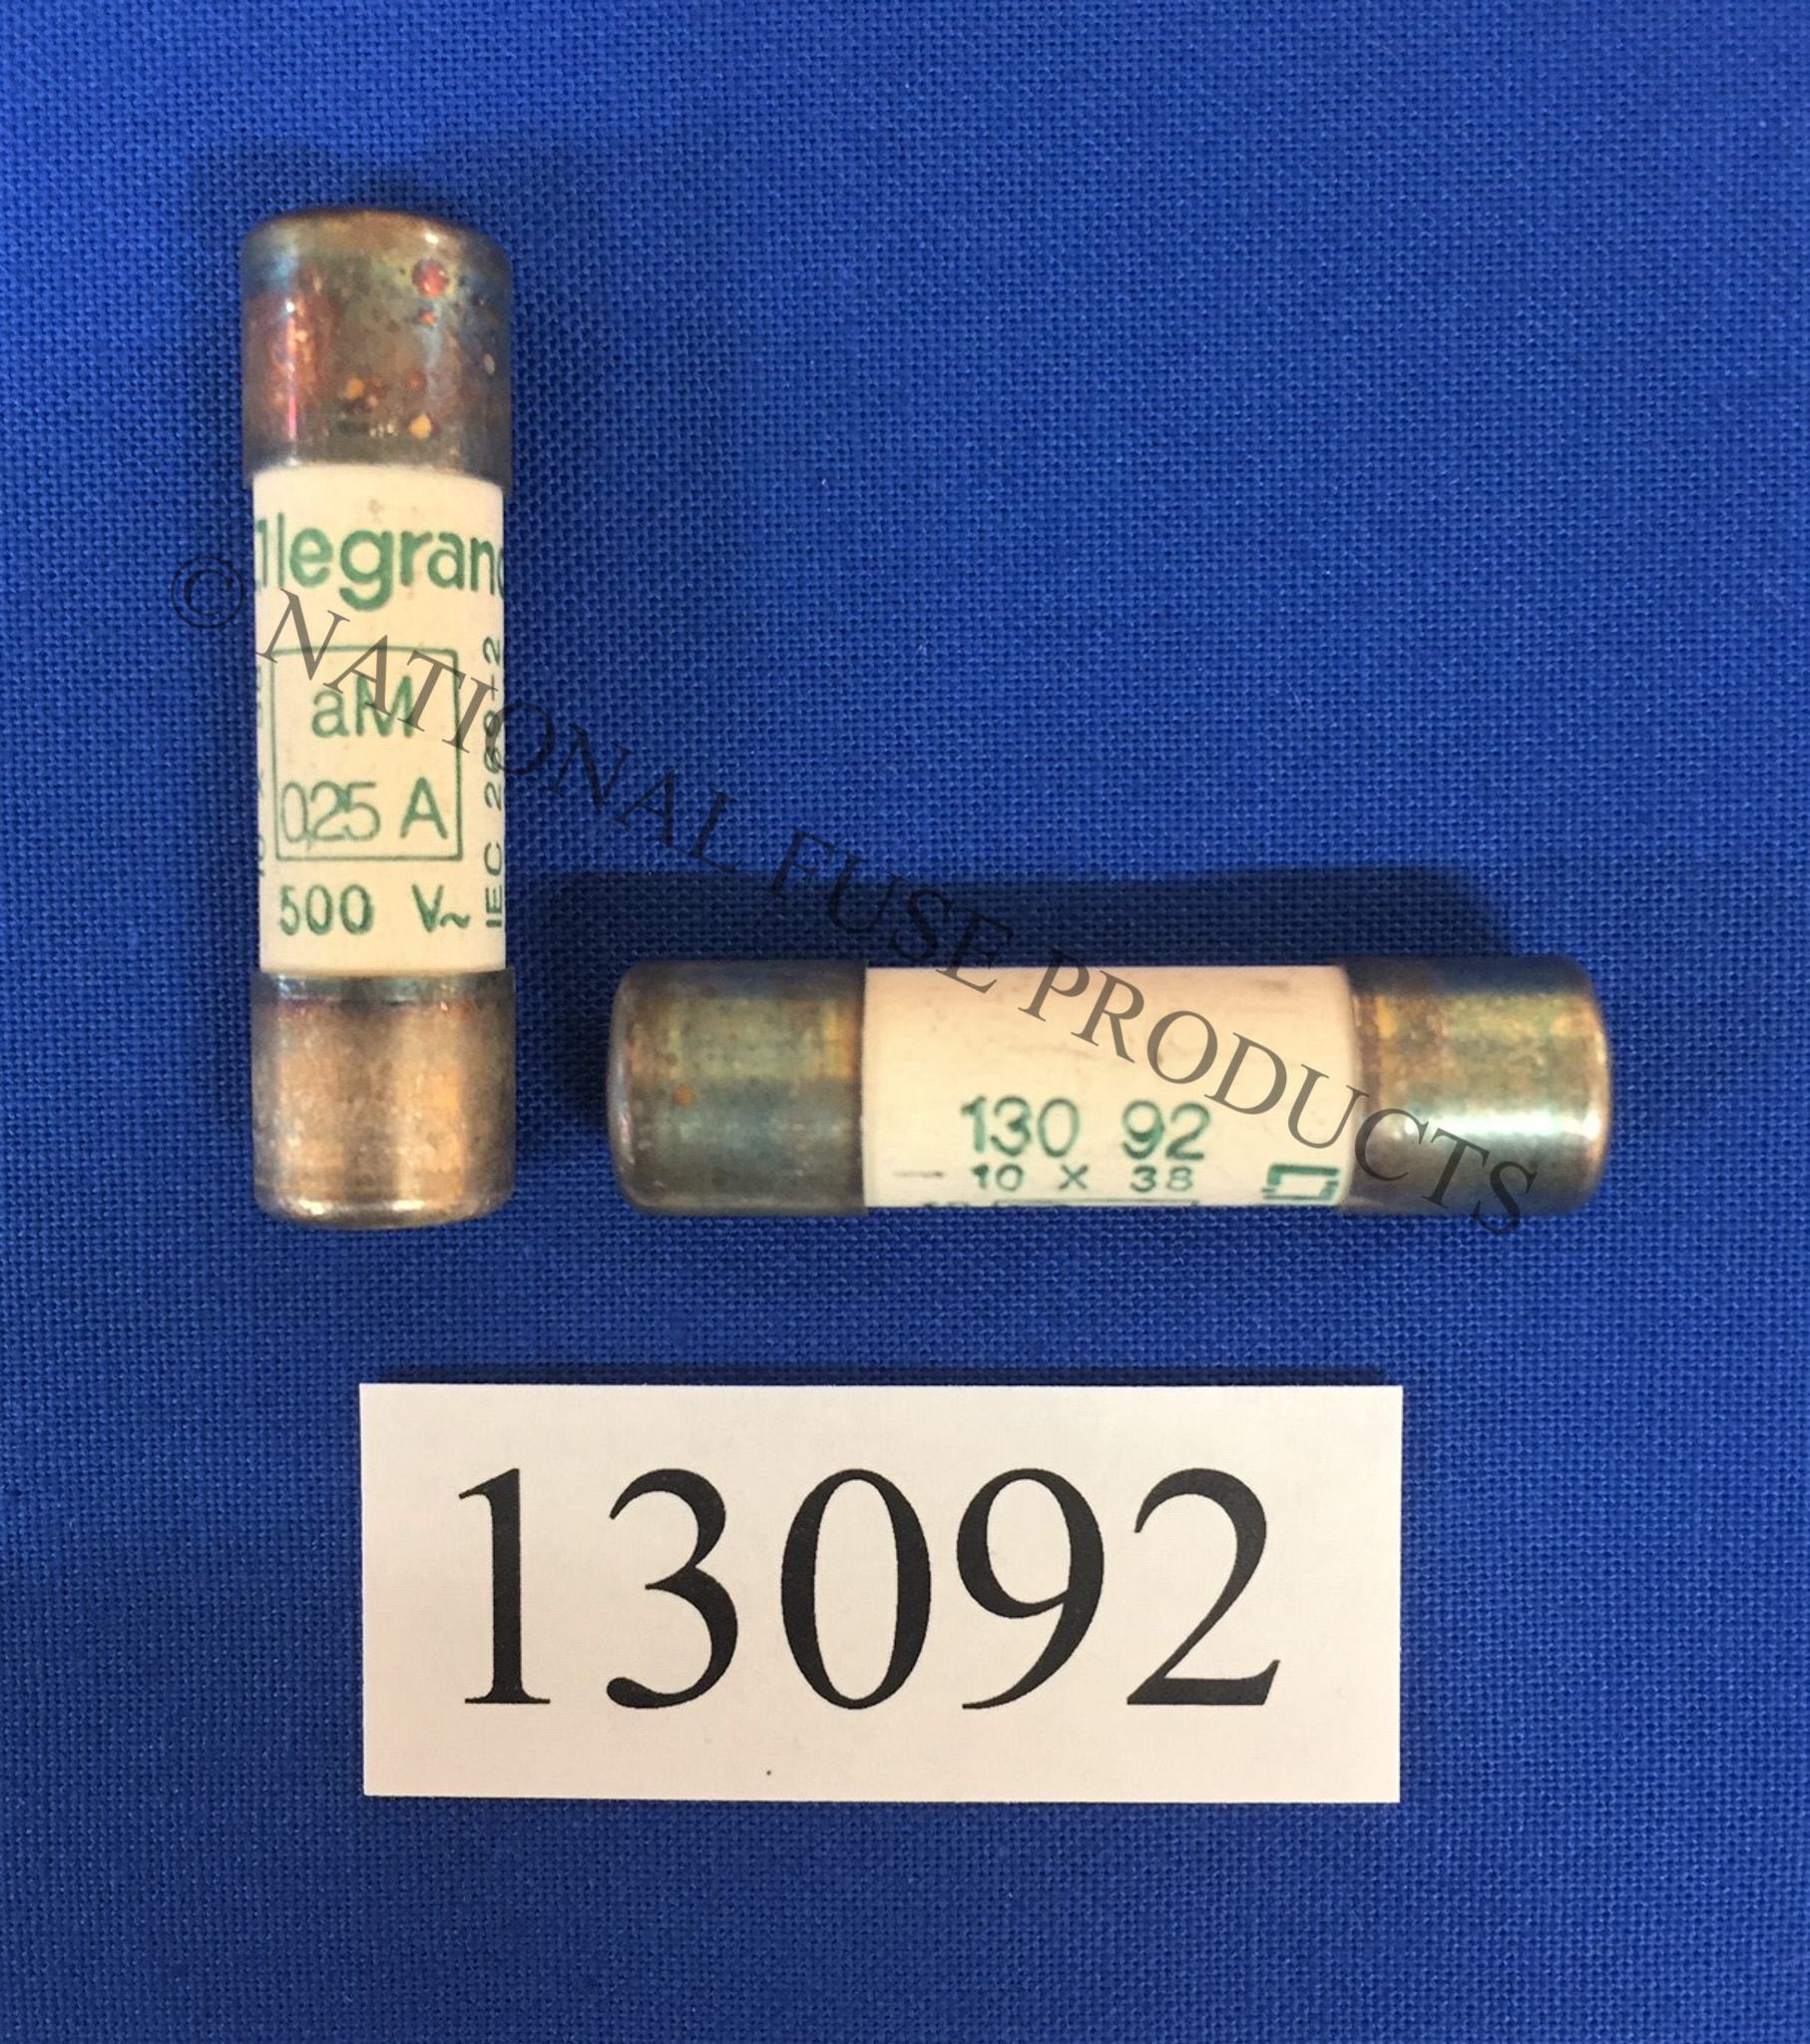 legrand
aM
0,25 A
500 V~
IEC 269-2
130 92
10 X 38
© NATIONAL FUSE PRODUCTS
13092